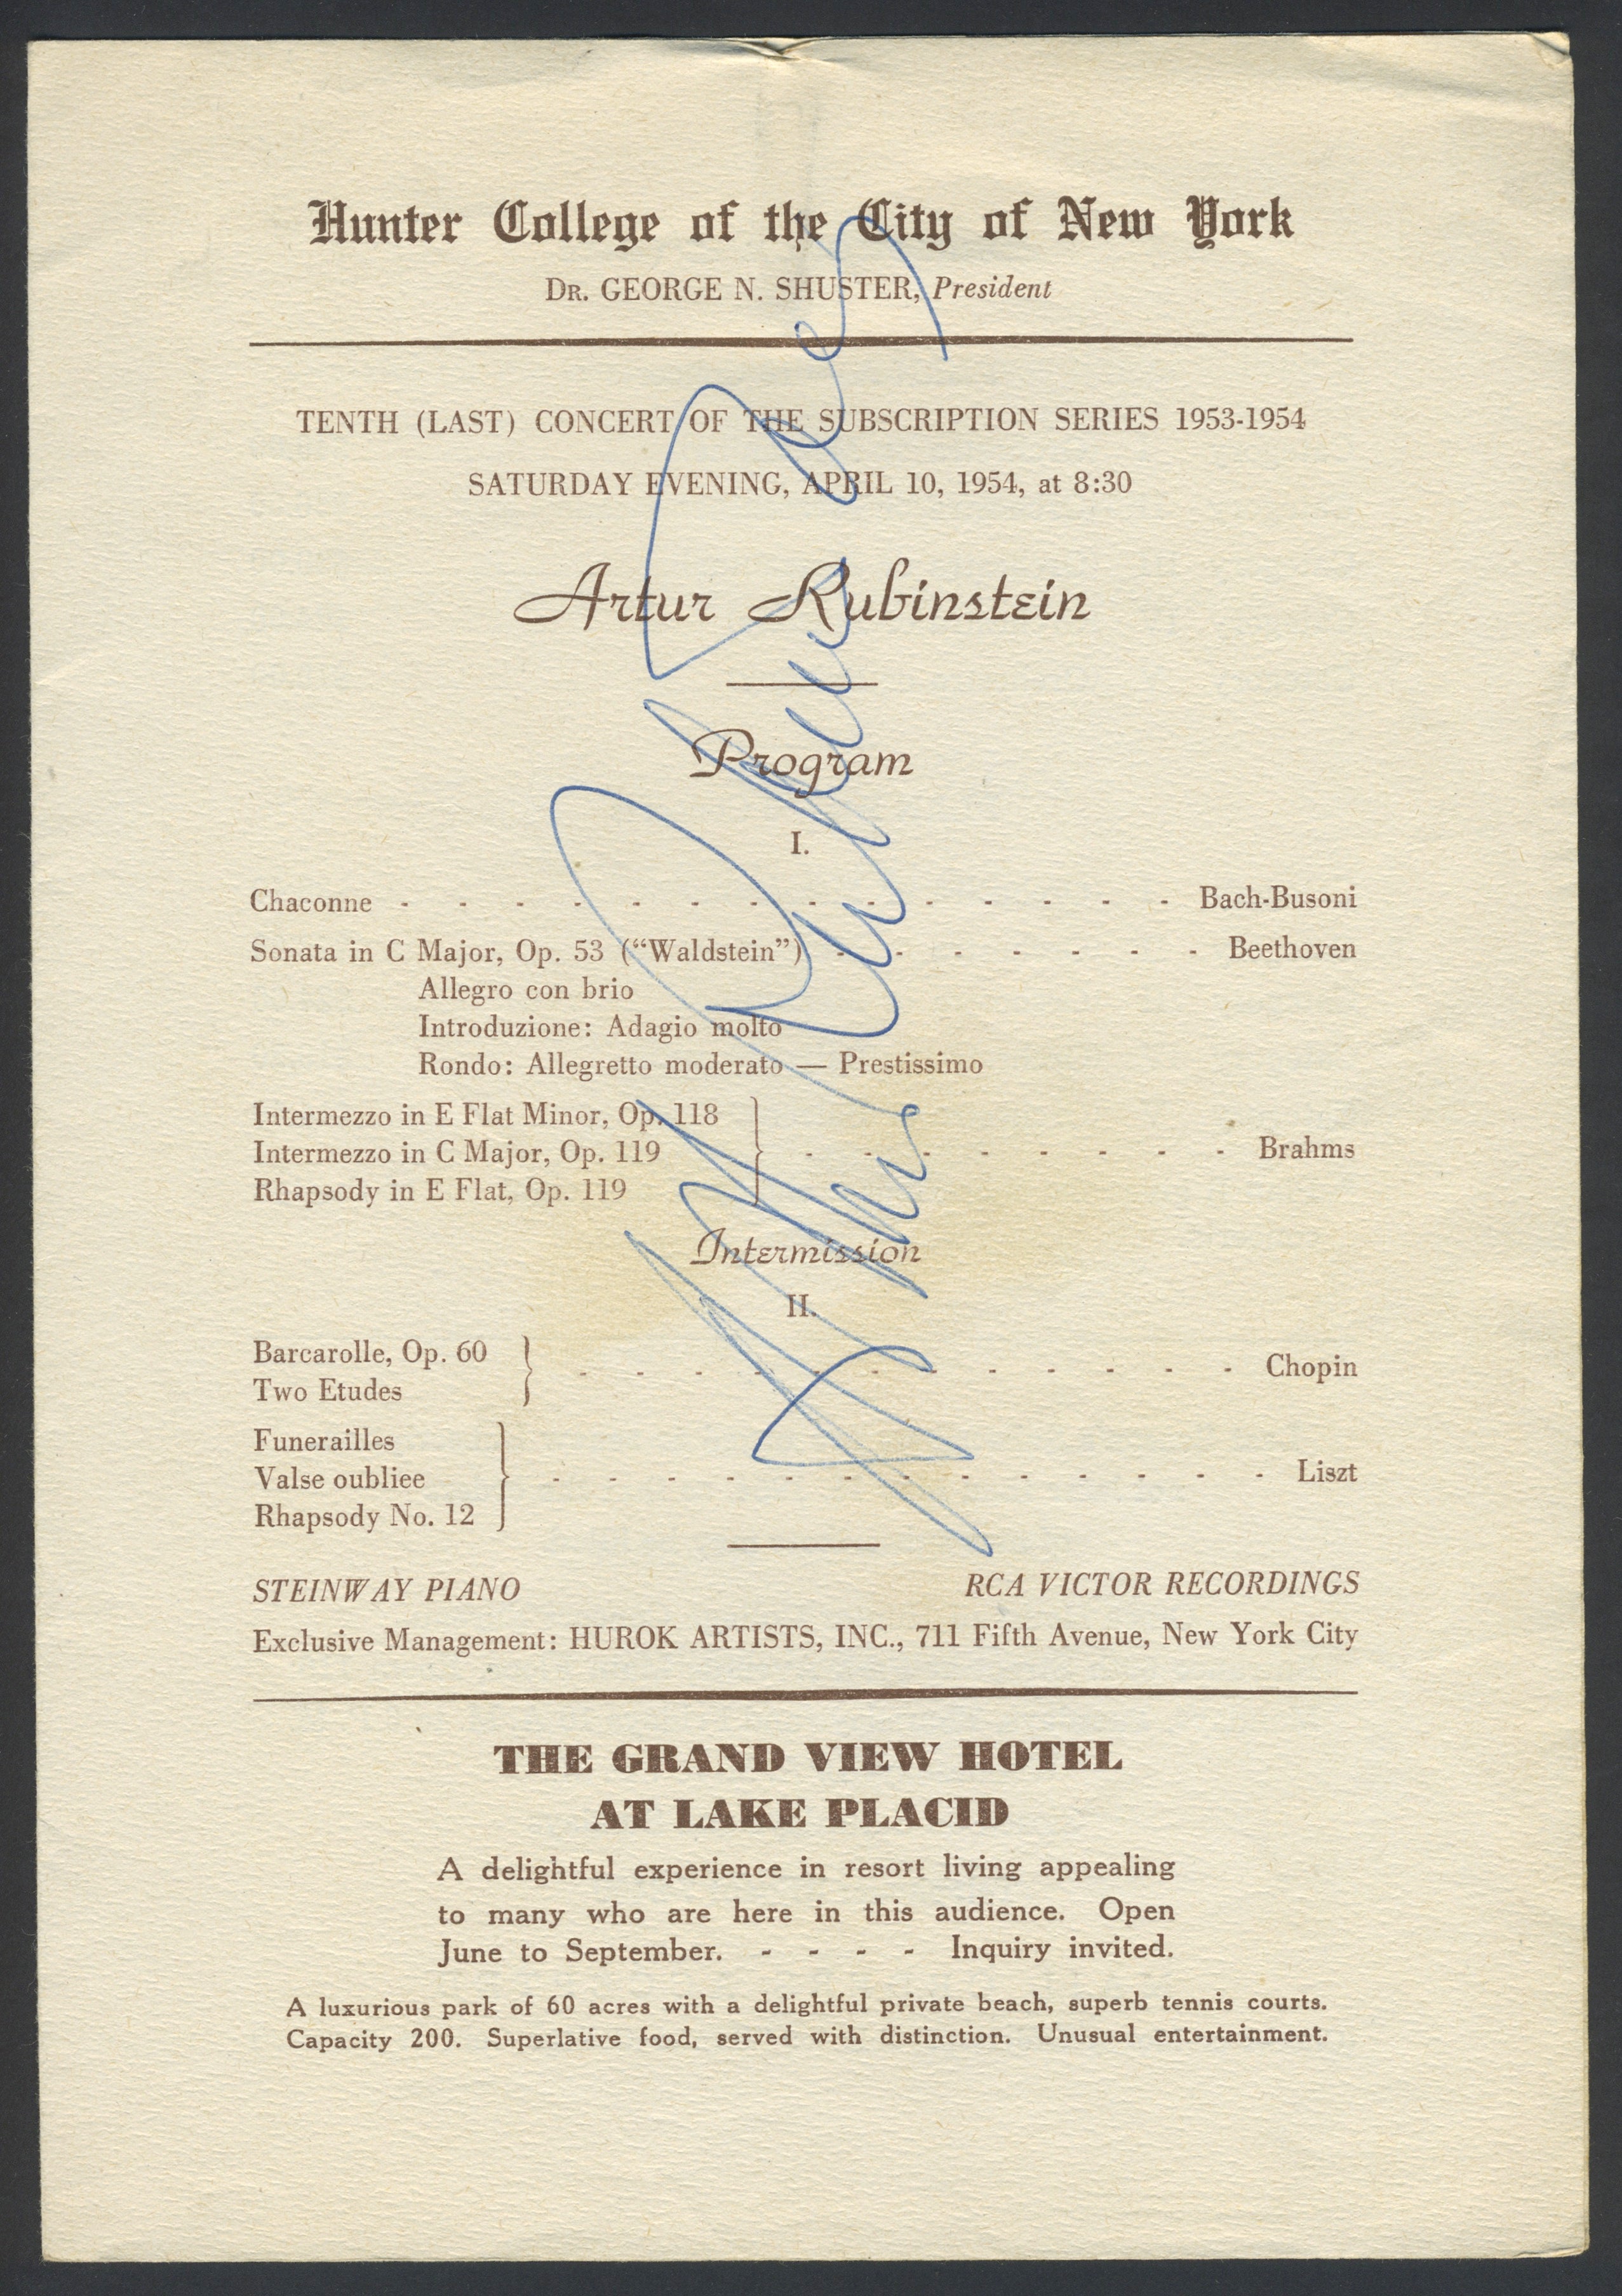 Hunter College of the City of New York
DR. GEORGE N. SHUSTER, President
TENTH (LAST) CONCERT OF THE SUBSCRIPTION SERIES 1953-1954
SATURDAY EVENING, APRIL 10, 1954, at 8:30
Artur Rubinstein
Program
I.
Chaconne - - - - - - - - - - - - - - Bach-Busoni
Sonata in C Major, Op. 53 ("Waldstein") - - - - - - - Beethoven
Allegro con brio
Introduzione: Adagio molto
Rondo: Allegretto moderato — Prestissimo
Intermezzo in E Flat Minor, Op. 118
Intermezzo in C Major, Op. 119 - - - - - - - - Brahms
Rhapsody in E Flat, Op. 119
Intermission
II.
Barcarolle, Op. 60
Two Etudes - - - - - - - - - - - - Chopin
Funerailles
Valse oubliee - - - - - - - - - - - - - Liszt
Rhapsody No. 12
STEINWAY PIANO RCA VICTOR RECORDINGS
Exclusive Management: HUROK ARTISTS, INC., 711 Fifth Avenue, New York City
THE GRAND VIEW HOTEL
AT LAKE PLACID
A delightful experience in resort living appealing
to many who are here in this audience. Open
June to September. - - - - Inquiry invited.
A luxurious park of 60 acres with a delightful private beach, superb tennis courts.
Capacity 200. Superlative food, served with distinction. Unusual entertainment.
Arthur Rubinstein